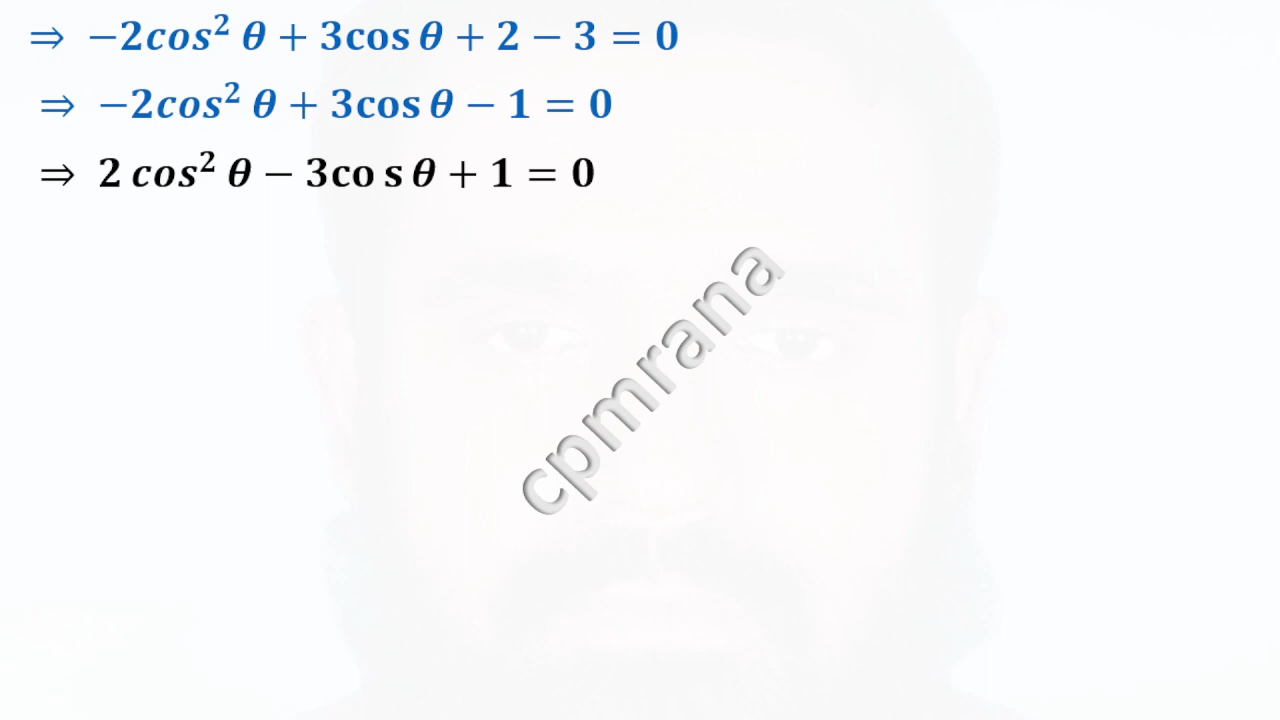 ⇒ −2cos² θ + 3cos θ + 2 − 3 = 0
⇒ −2cos² θ + 3cos θ − 1 = 0
⇒ 2 cos² θ − 3co s θ + 1 = 0
cpmrana